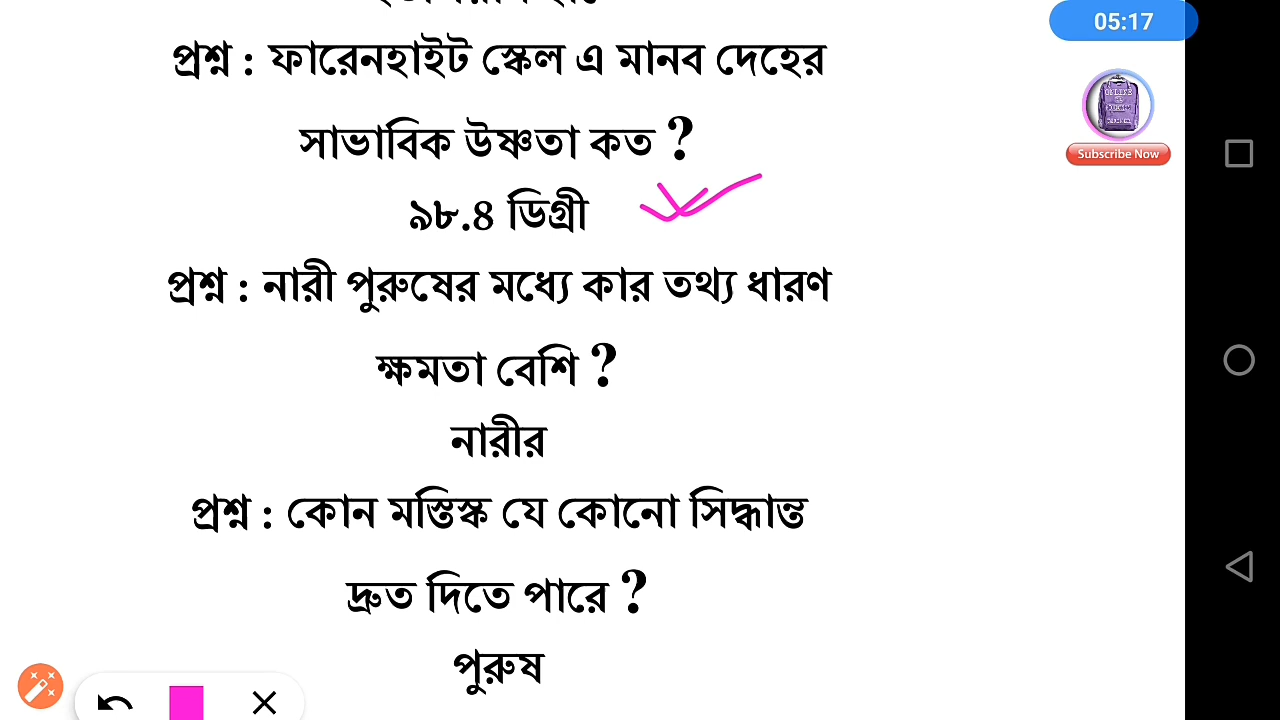 05:17
প্রশ্ন : ফারেনহাইট স্কেল এ মানব দেহের
সাভাবিক উষ্ণতা কত ?
৯৮.৪ ডিগ্রী
প্রশ্ন : নারী পুরুষের মধ্যে কার তথ্য ধারণ
ক্ষমতা বেশি ?
নারীর
প্রশ্ন : কোন মস্তিস্ক যে কোনো সিদ্ধান্ত
দ্রুত দিতে পারে ?
পুরুষ
Subscribe Now